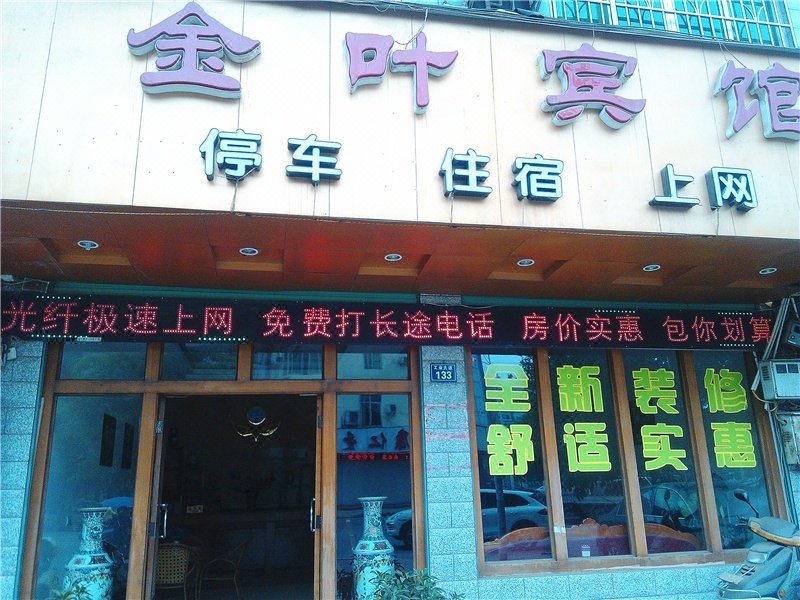 金叶宾馆
停车 住宿 上网
光纤极速上网 免费打长途电话 房价实惠 包你划算
133
全新装修
舒适实惠